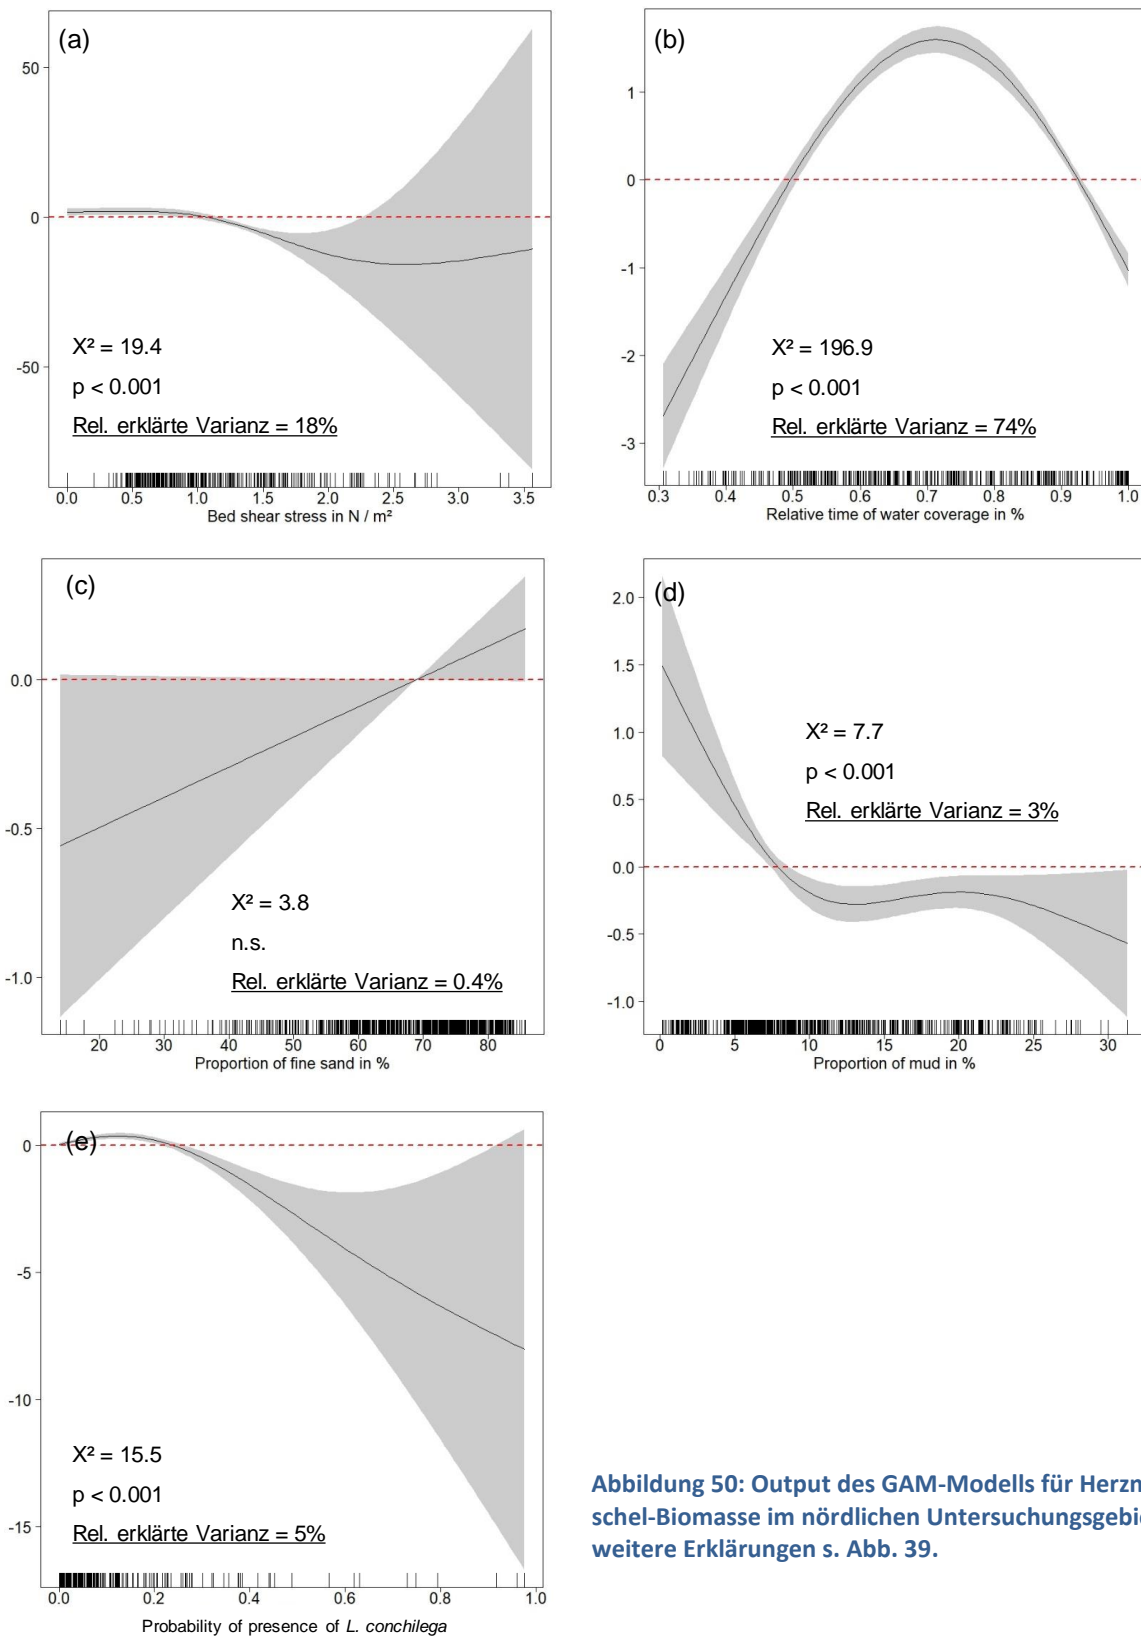 (a)
50
0
-50
X² = 19.4
p < 0.001
Rel. erklärte Varianz = 18%
0.0 0.5 1.0 1.5 2.0 2.5 3.0 3.5
Bed shear stress in N / m²
(b)
1
0
-1
-2
-3
X² = 196.9
p < 0.001
Rel. erklärte Varianz = 74%
0.3 0.4 0.5 0.6 0.7 0.8 0.9 1.0
Relative time of water coverage in %
(c)
0.0
-0.5
-1.0
X² = 3.8
n.s.
Rel. erklärte Varianz = 0.4%
20 30 40 50 60 70 80
Proportion of fine sand in %
(d)
2.0
1.5
1.0
0.5
0.0
-0.5
-1.0
X² = 7.7
p < 0.001
Rel. erklärte Varianz = 3%
0 5 10 15 20 25 30
Proportion of mud in %
(e)
0
-5
-10
-15
X² = 15.5
p < 0.001
Rel. erklärte Varianz = 5%
0.0 0.2 0.4 0.6 0.8 1.0
Probability of presence of L. conchilega
Abbildung 50: Output des GAM-Modells für
schel-Biomasse im nördlichen
weitere Erklärungen s. Abb. 39.